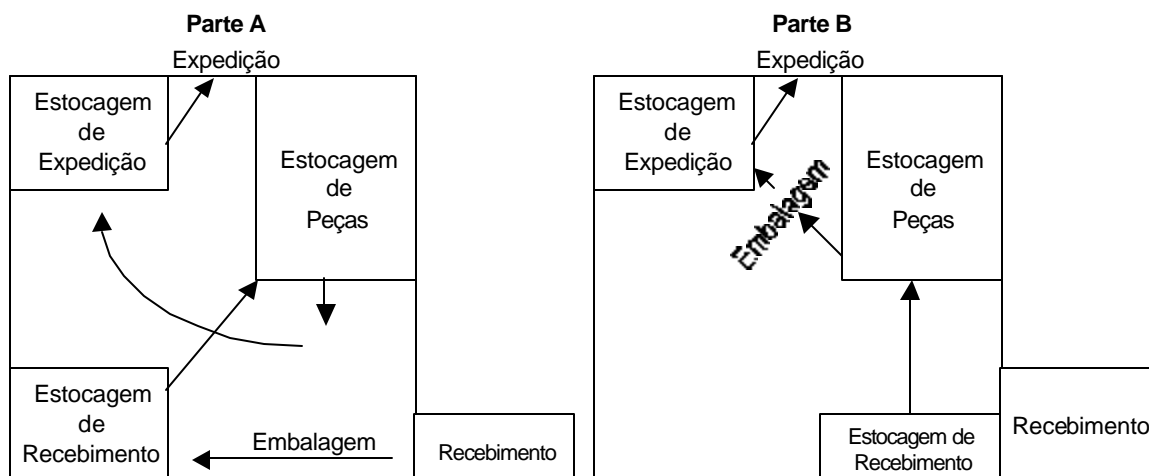 Parte A
Expedição
Estocagem
de
Expedição
Estocagem
de
Peças
Estocagem
de
Recebimento
Embalagem
Recebimento
Parte B
Expedição
Estocagem
de
Expedição
Embalagem
Estocagem
de
Peças
Estocagem de
Recebimento
Recebimento